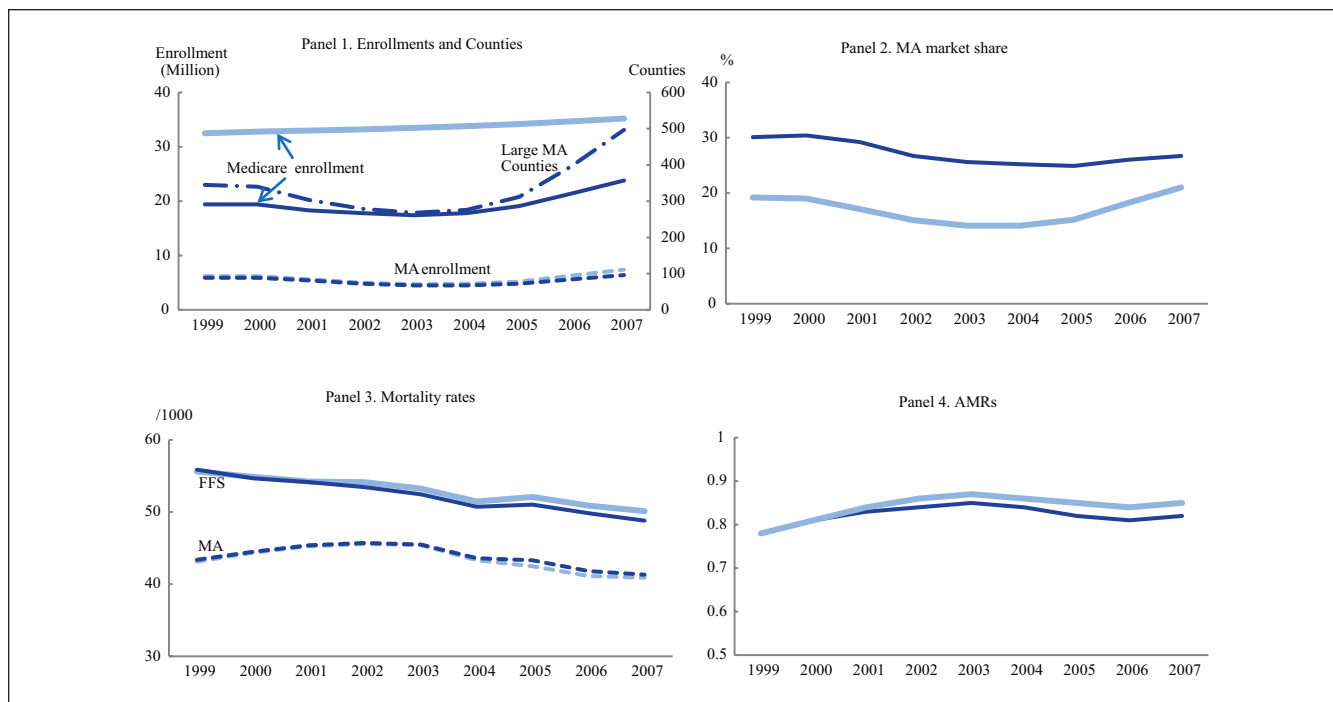 Panel 1. Enrollments and Counties
Enrollment
(Million)
Counties
40
30
20
10
0
600
500
400
300
200
100
0
Medicare enrollment
Large MA
Counties
MA enrollment
1999 2000 2001 2002 2003 2004 2005 2006 2007
Panel 2. MA market share
%
40
30
20
10
0
1999 2000 2001 2002 2003 2004 2005 2006 2007
Panel 3. Mortality rates
/1000
60
50
40
30
FFS
MA
1999 2000 2001 2002 2003 2004 2005 2006 2007
Panel 4. AMRs
1
0.9
0.8
0.7
0.6
0.5
1999 2000 2001 2002 2003 2004 2005 2006 2007